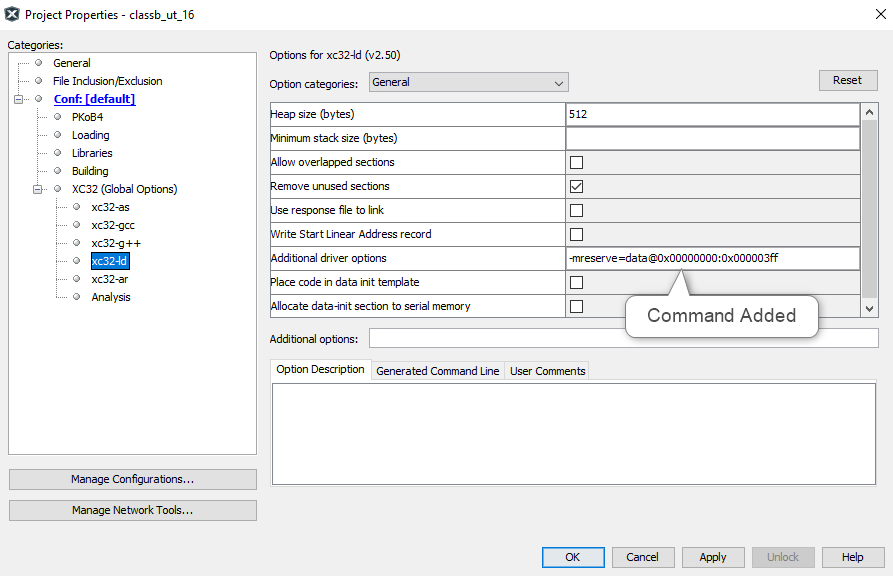 Project Properties - classb_ut_16
Categories:
General
File Inclusion/Exclusion
Conf: [default]
PKoB4
Loading
Libraries
Building
XC32 (Global Options)
xc32-as
xc32-gcc
xc32-g++
xc32-ld
xc32-ar
Analysis
Manage Configurations...
Manage Network Tools...
Options for xc32-ld (v2.50)
Option categories: General Reset
Heap size (bytes) 512
Minimum stack size (bytes)
Allow overlapped sections
Remove unused sections
Use response file to link
Write Start Linear Address record
Additional driver options -mreserve=data@0x00000000:0x000003ff
Place code in data init template
Allocate data-init section to serial memory
Command Added
Additional options:
Option Description Generated Command Line User Comments
OK Cancel Apply Unlock Help